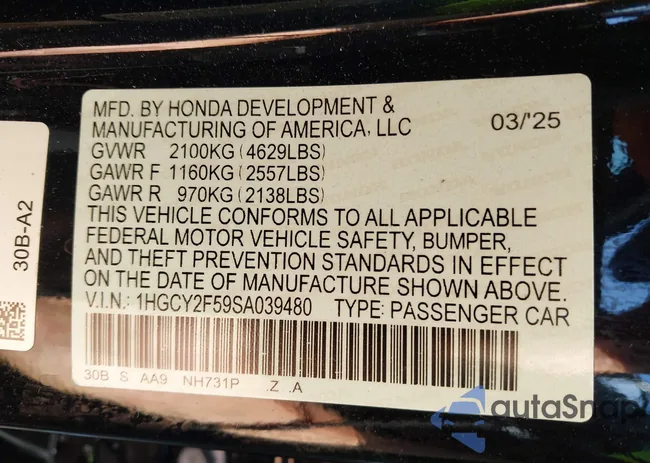 MFD. BY HONDA DEVELOPMENT &
MANUFACTURING OF AMERICA, LLC 03/'25
GVWR 2100KG (4629LBS)
GAWR F 1160KG (2557LBS)
GAWR R 970KG (2138LBS)
THIS VEHICLE CONFORMS TO ALL APPLICABLE
FEDERAL MOTOR VEHICLE SAFETY, BUMPER,
AND THEFT PREVENTION STANDARDS IN EFFECT
ON THE DATE OF MANUFACTURE SHOWN ABOVE.
V.I.N.: 1HGCY2F59SA039480 TYPE: PASSENGER CAR
30B S AA9 NH731P .Z .A
30B-A2
autoSnap